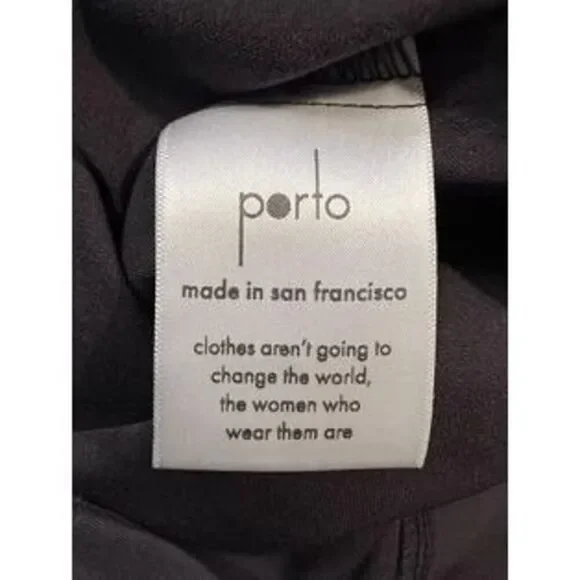 porto
made in san francisco
clothes aren't going to
change the world,
the women who
wear them are